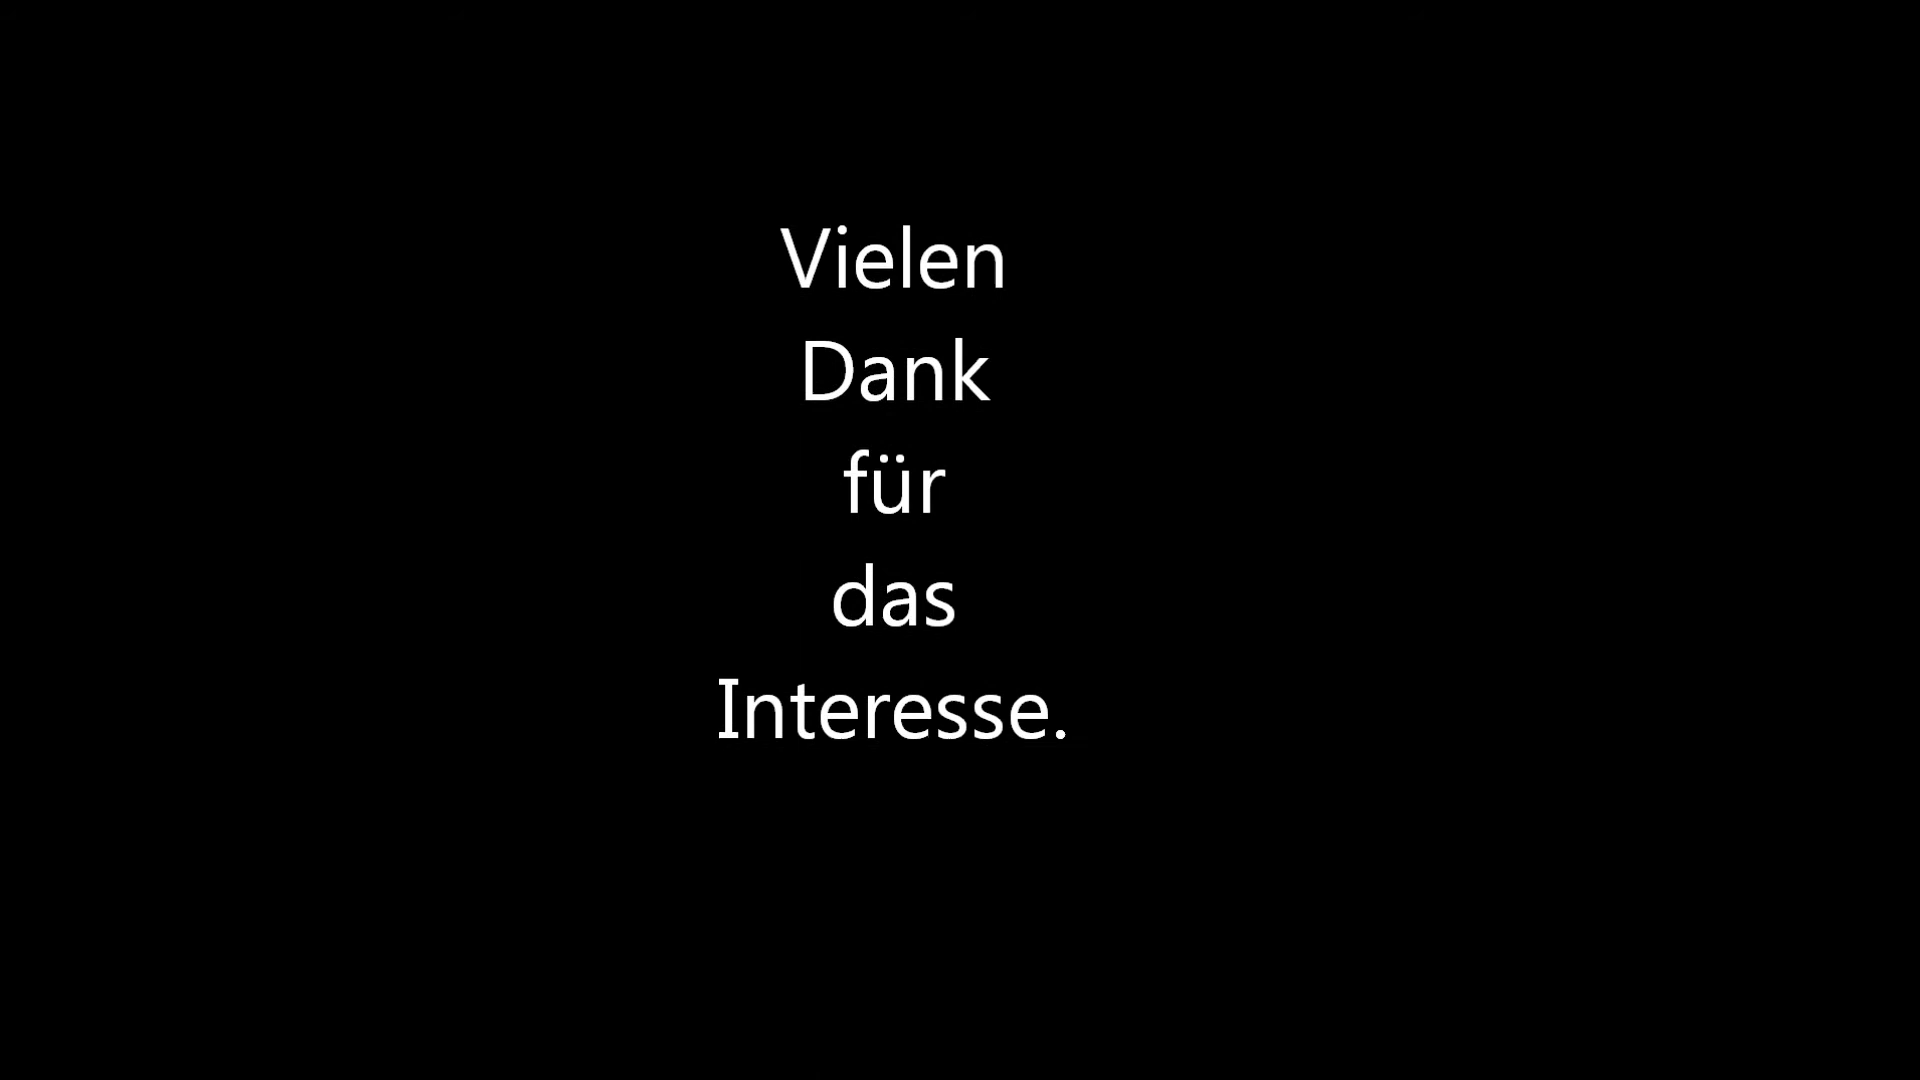 Vielen
Dank
für
das
Interesse.